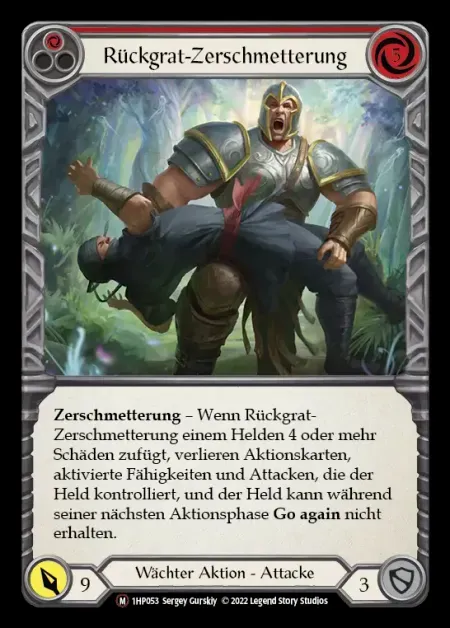 Rückgrat-Zerschmetterung
3
Zerschmetterung – Wenn Rückgrat-
Zerschmetterung einem Helden 4 oder mehr
Schäden zufügt, verlieren Aktionskarten,
aktivierte Fähigkeiten und Attacken, die der
Held kontrolliert, und der Held kann während
seiner nächsten Aktionsphase Go again nicht
erhalten.
9
Wächter Aktion - Attacke
3
M 1HP053 Sergey Gurskiy © 2022 Legend Story Studios